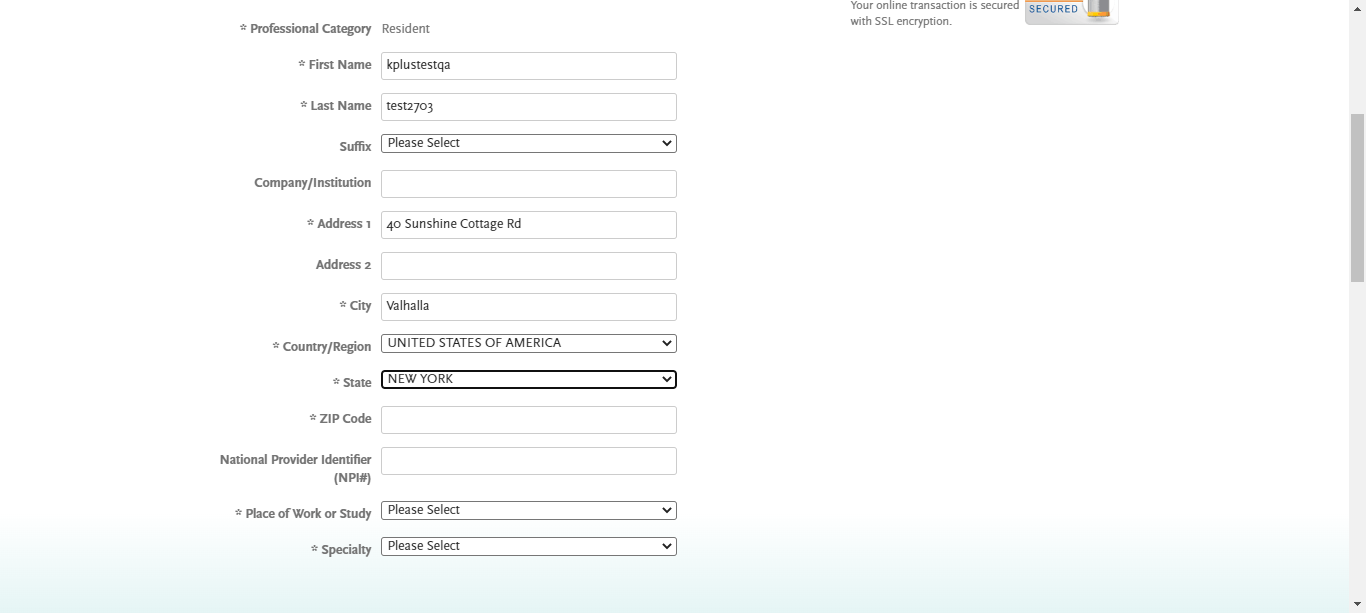 Your online transaction is secured
with SSL encryption.
SECURED
* Professional Category Resident
* First Name kplustestqa
* Last Name test2703
Suffix Please Select
Company/Institution
* Address 1 40 Sunshine Cottage Rd
Address 2
* City Valhalla
* Country/Region UNITED STATES OF AMERICA
* State NEW YORK
* ZIP Code
National Provider Identifier
(NPI#)
* Place of Work or Study Please Select
* Specialty Please Select